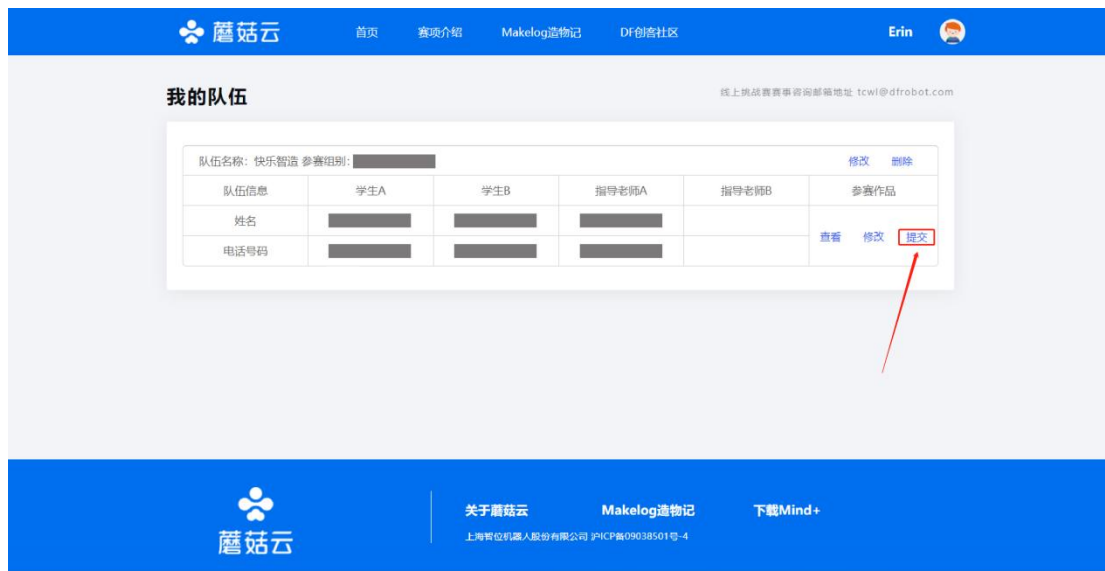 蘑菇云 首页 赛项介绍 Makelog造物记 DF创客社区 Erin
我的队伍 线上挑战赛赛事咨询邮箱地址 tcwl@dfrobot.com
队伍名称：快乐智造 参赛组别： 修改 删除
队伍信息 学生A 学生B 指导老师A 指导老师B 参赛作品
姓名
查看 修改 提交
电话号码
关于蘑菇云 Makelog造物记 下载Mind+
蘑菇云 上海智位机器人股份有限公司 沪ICP备09038501号-4